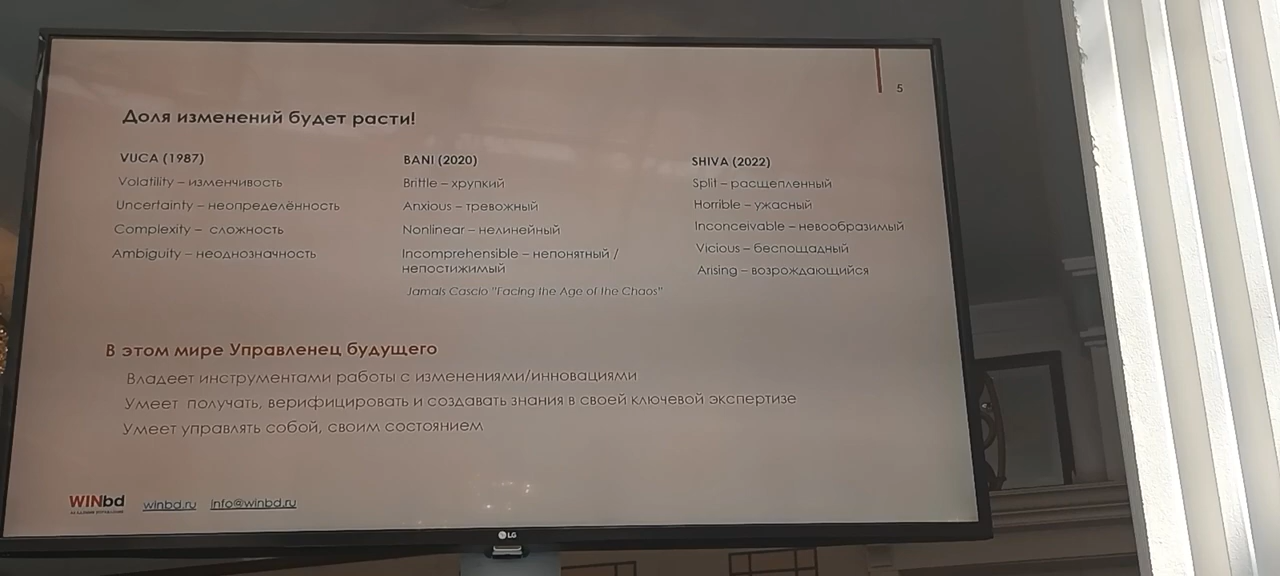 5
Доля изменений будет расти!
VUCA (1987)
Volatility – изменчивость
Uncertainty – неопределённость
Complexity – сложность
Ambiguity – неоднозначность
BANI (2020)
Brittle – хрупкий
Anxious – тревожный
Nonlinear – нелинейный
Incomprehensible – непонятный /
непостижимый
Jamais Cascio "Facing the Age of the Chaos"
SHIVA (2022)
Split – расщепленный
Horrible – ужасный
Inconceivable – невообразимый
Vicious – беспощадный
Arising – возрождающийся
В этом мире Управленец будущего
Владеет инструментами работы с изменениями/инновациями
Умеет получать, верифицировать и создавать знания в своей ключевой экспертизе
Умеет управлять собой, своим состоянием
WINbd
winbd.ru info@winbd.ru
LG